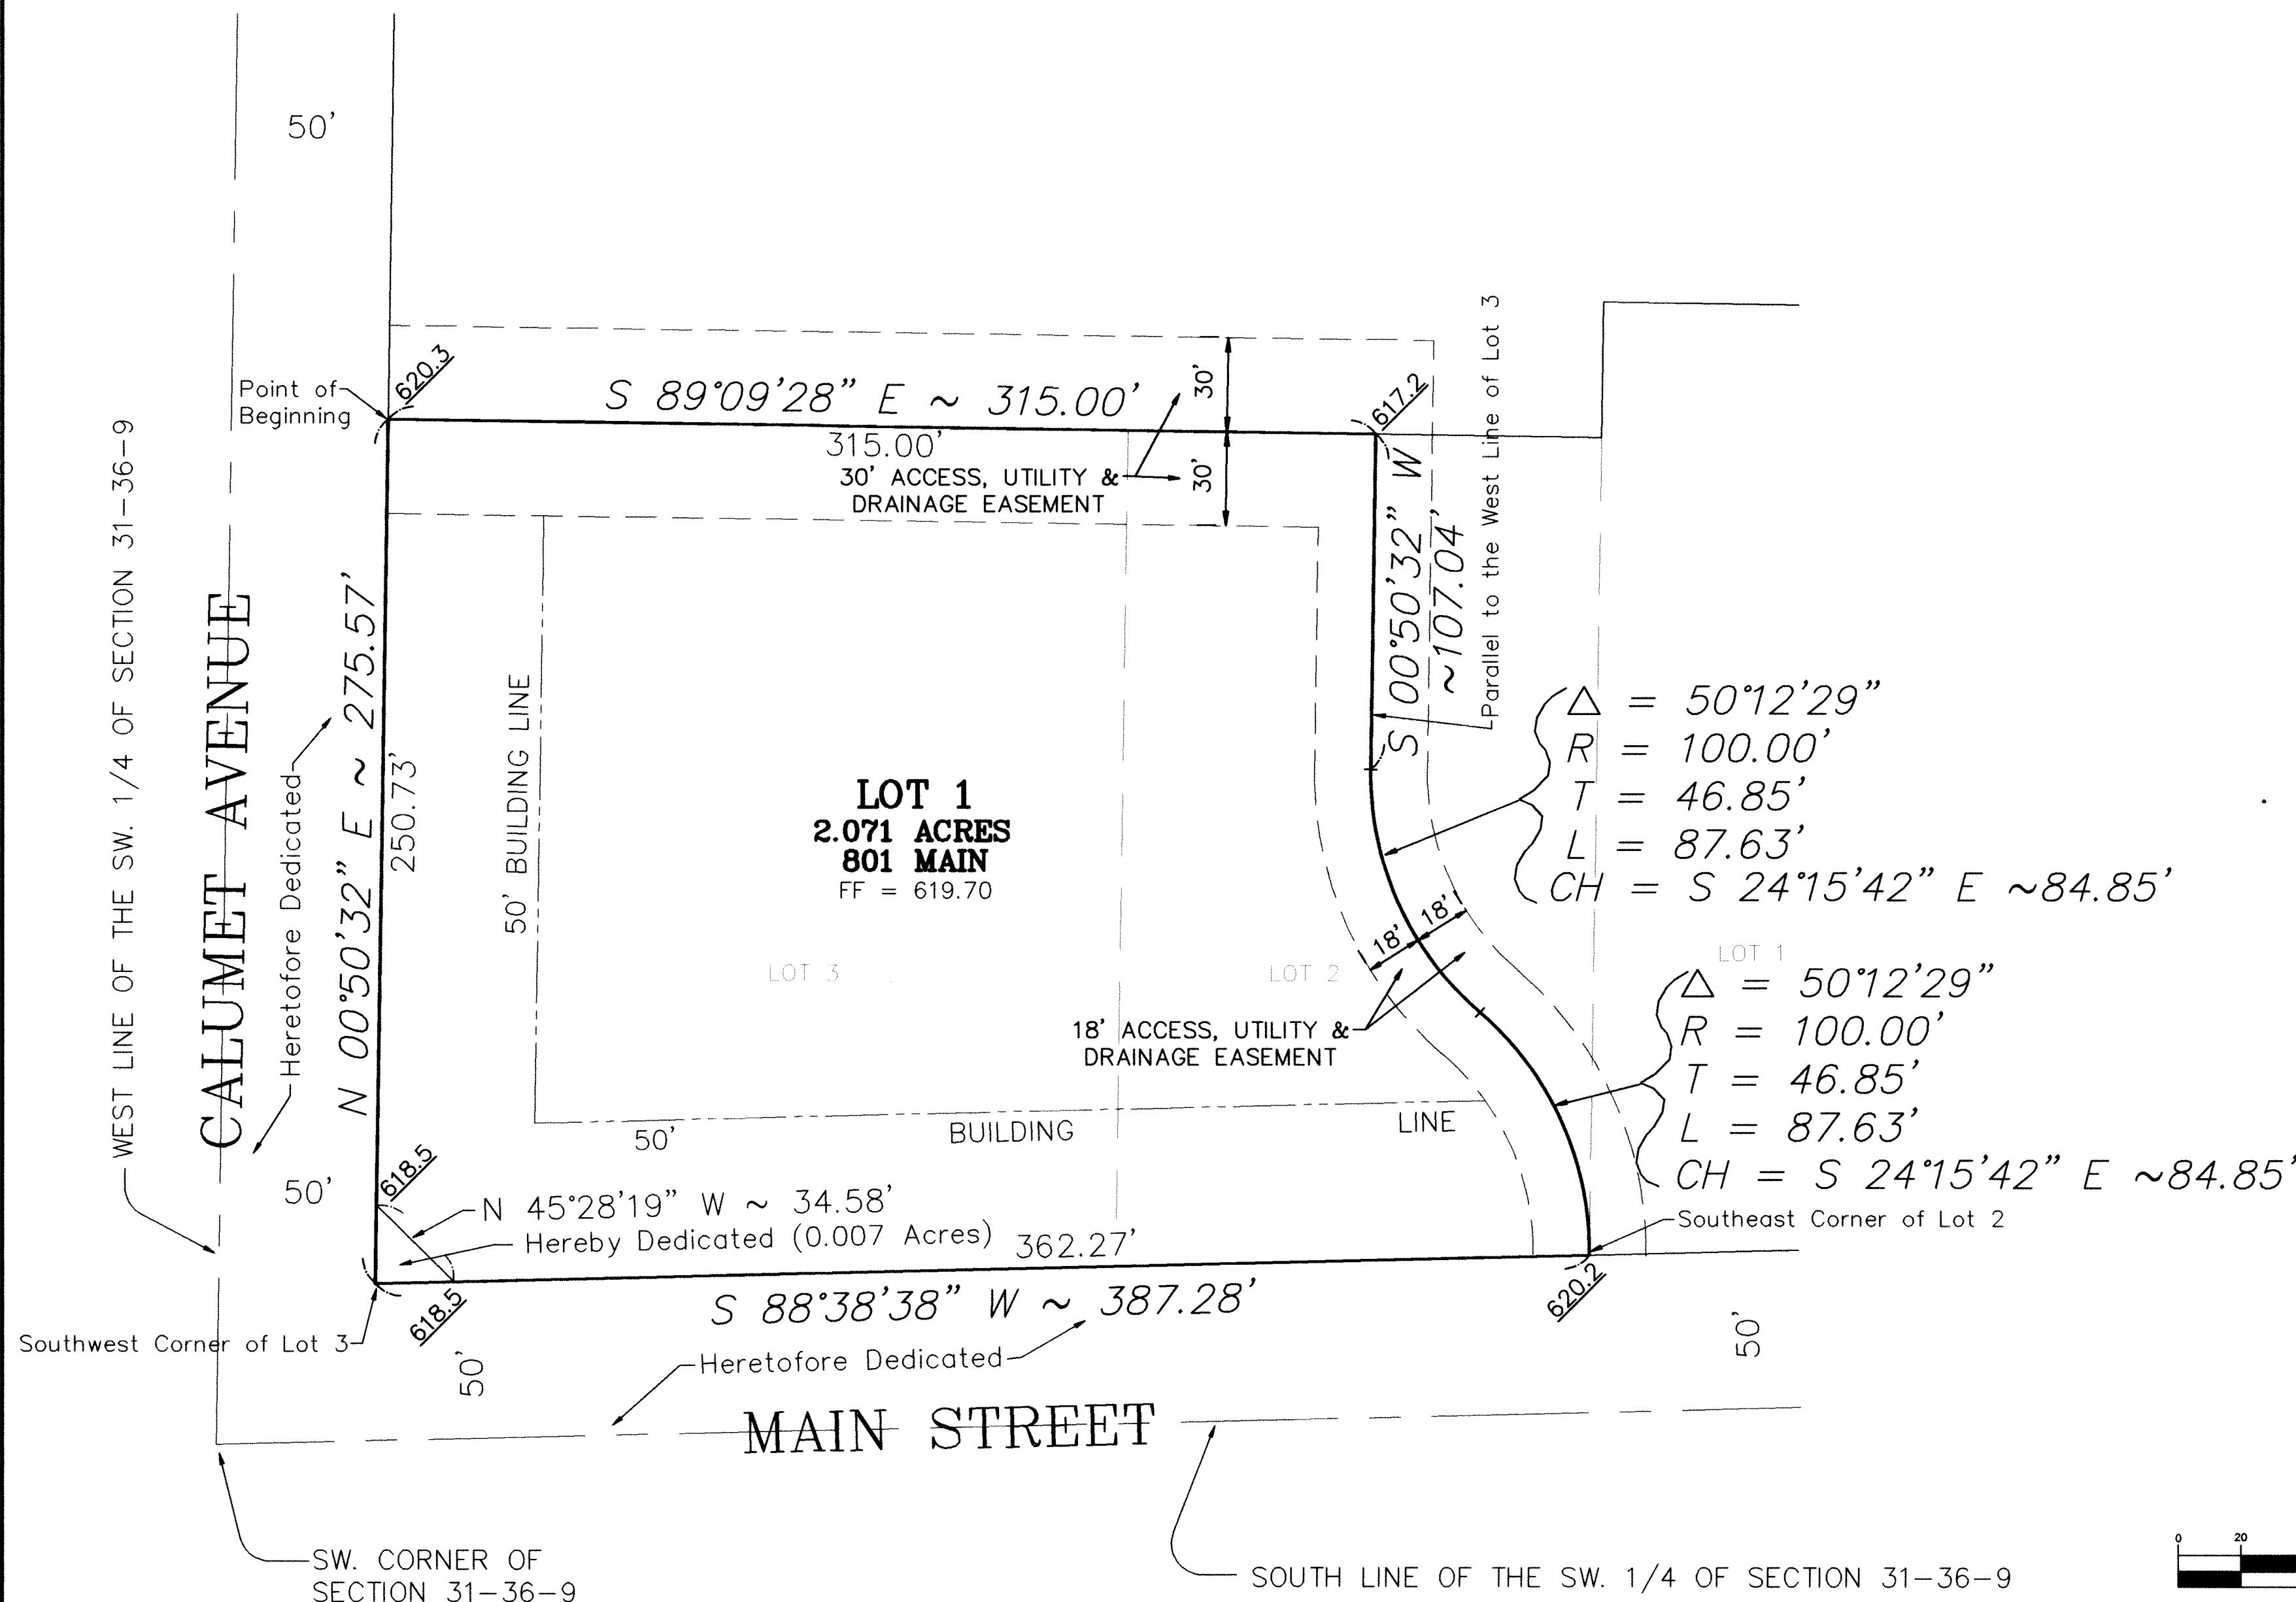 50'
620.3
Point of
Beginning
S 89°09'28" E ~ 315.00'
30'
617.2
315.00'
30' ACCESS, UTILITY &
DRAINAGE EASEMENT
30'
S 00°50'32" W
~107.04'
Parallel to the West Line of Lot 3
WEST LINE OF THE SW. 1/4 OF SECTION 31-36-9
CALUMET AVENUE
Heretofore Dedicated
N 00°50'32" E ~ 275.57'
250.73'
50' BUILDING LINE
LOT 1
2.071 ACRES
801 MAIN
FF = 619.70
△ = 50°12'29"
R = 100.00'
T = 46.85'
L = 87.63'
CH = S 24°15'42" E ~84.85'
18'
18'
LOT 3
LOT 2
LOT 1
△ = 50°12'29"
R = 100.00'
T = 46.85'
L = 87.63'
CH = S 24°15'42" E ~84.85'
18' ACCESS, UTILITY &
DRAINAGE EASEMENT
50'
BUILDING
LINE
50'
618.5
N 45°28'19" W ~ 34.58'
Hereby Dedicated (0.007 Acres)
362.27'
Southeast Corner of Lot 2
618.5
S 88°38'38" W ~ 387.28'
620.2
Southwest Corner of Lot 3
50'
Heretofore Dedicated
50'
MAIN STREET
SW. CORNER OF
SECTION 31-36-9
SOUTH LINE OF THE SW. 1/4 OF SECTION 31-36-9
0
20